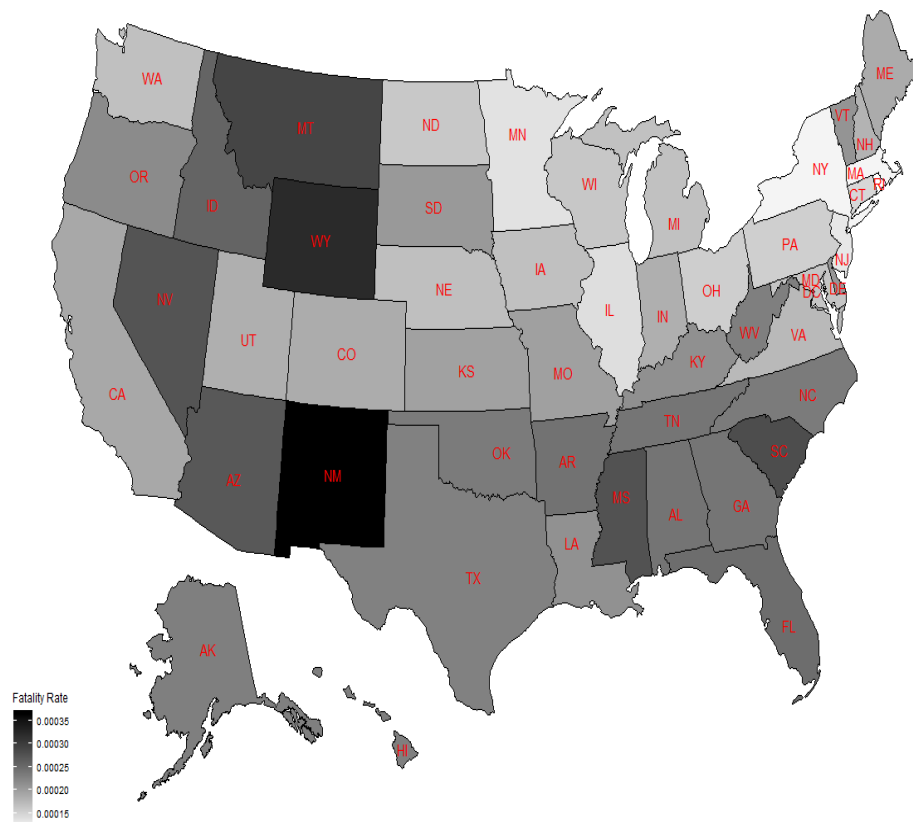 ME
WA
VT
ND
MN
MT
NH
NY
MA
OR
WI
RI
CT
ID
SD
MI
WY
PA
NJ
IA
MD
NE
OH
DE
DC
NV
IL
IN
WV
UT
VA
CO
KY
KS
MO
CA
NC
TN
OK
SC
AR
NM
AZ
MS
GA
AL
LA
TX
FL
AK
HI
Fatality Rate
0.00035
0.00030
0.00025
0.00020
0.00015